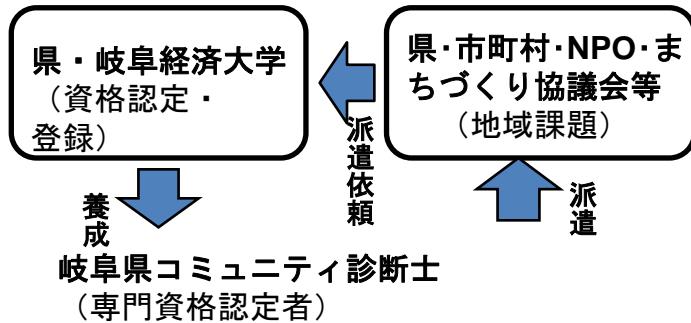 県・岐阜経済大学
（資格認定・
登録）
県・市町村・NPO・ま
ちづくり協議会等
（地域課題）
派遣依頼
養成
派遣
岐阜県コミュニティ診断士
（専門資格認定者）